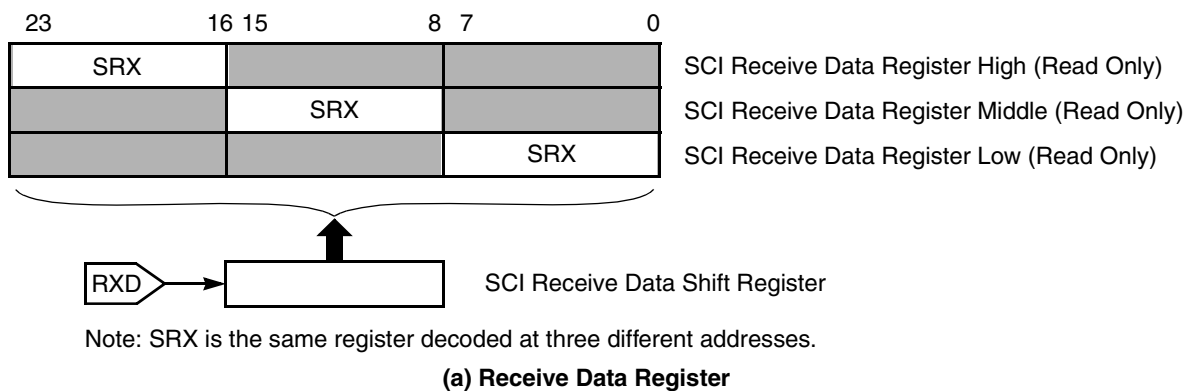 23 16 15 8 7 0
SRX SCI Receive Data Register High (Read Only)
SRX SCI Receive Data Register Middle (Read Only)
SRX SCI Receive Data Register Low (Read Only)
RXD SCI Receive Data Shift Register
Note: SRX is the same register decoded at three different addresses.
(a) Receive Data Register